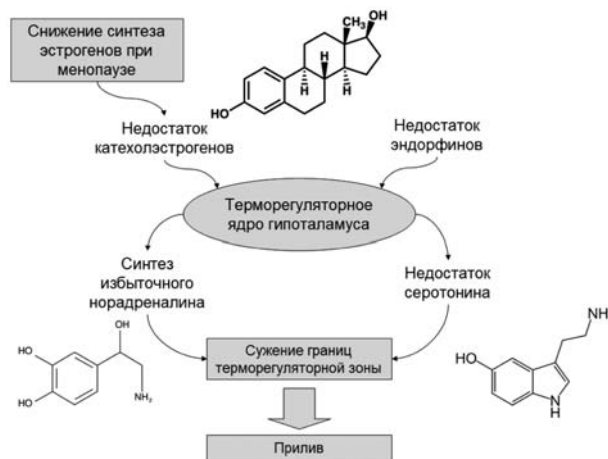 Снижение синтеза
эстрогенов при
менопаузе
OH
CH₃
H
H
H
HO
Недостаток
катехолэстрогенов
Недостаток
эндорфинов
Терморегуляторное
ядро гипоталамуса
Синтез
избыточного
норадреналина
Недостаток
серотонина
OH
HO
HO
NH₂
Сужение границ
терморегуляторной зоны
NH
HO
N
H
Прилив